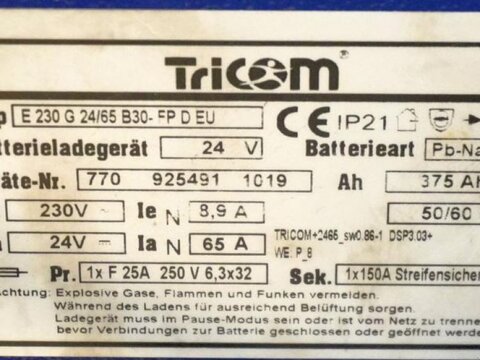 TriCOM®
p E 230 G 24/65 B30- FP D EU CE IP21
tterieladegerät 24 V Batterieart Pb-Na
äte-Nr. 770 925491 1019 Ah 375 Ah
230V~ Ie N 8,9 A 50/60
24V⎓ Ia N 65 A TRICOM+2465_sw0.86-1 DSP3.03+
WE: P_8
Pr. 1x F 25A 250 V 6,3x32 Sek. 1x150A Streifensicher
Achtung: Explosive Gase, Flammen und Funken vermeiden.
Während des Ladens für ausreichend Belüftung sorgen.
Ladegerät muss im Pause-Modus sein oder ist vom Netz zu trenne
bevor Verbindungen zur Batterie geschlossen oder geöffnet werde